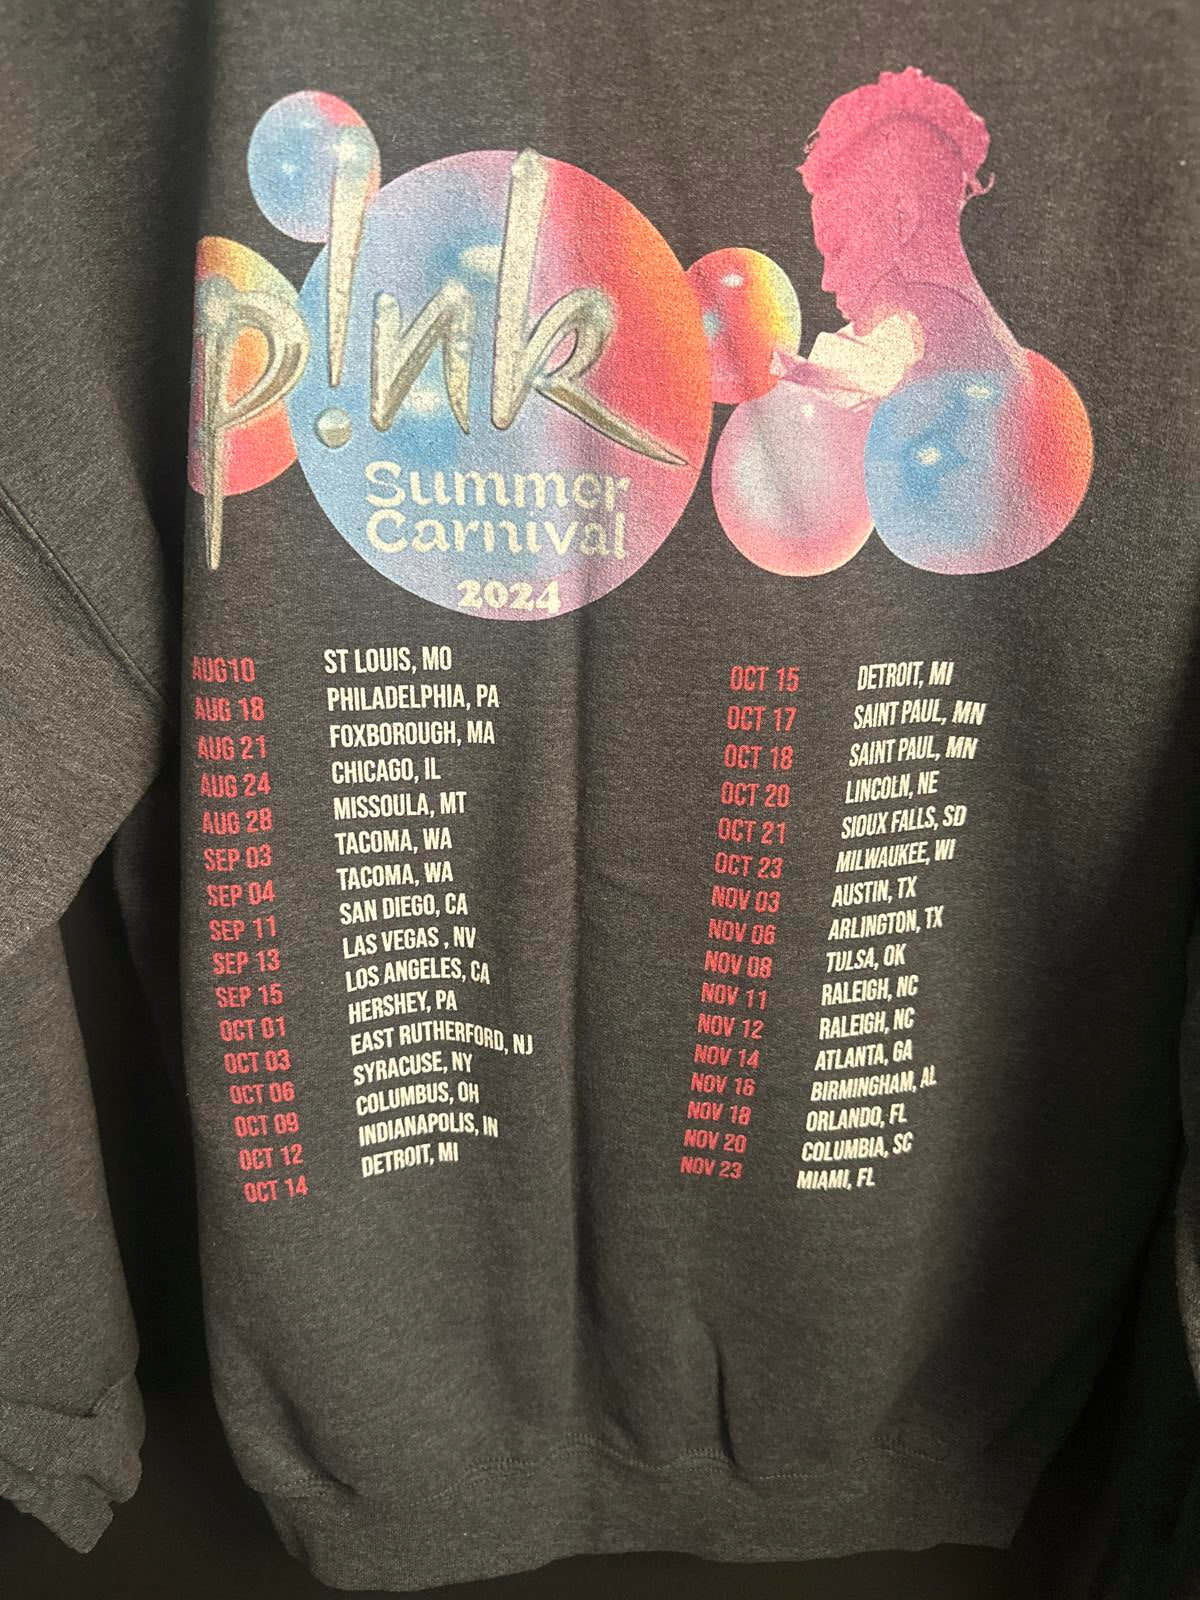 p!nk
Summer
Carnival
2024
AUG10 ST LOUIS, MO
AUG 18 PHILADELPHIA, PA
AUG 21 FOXBOROUGH, MA
AUG 24 CHICAGO, IL
AUG 28 MISSOULA, MT
SEP 03 TACOMA, WA
SEP 04 TACOMA, WA
SEP 11 SAN DIEGO, CA
SEP 13 LAS VEGAS , NV
SEP 15 LOS ANGELES, CA
OCT 01 HERSHEY, PA
OCT 03 EAST RUTHERFORD, NJ
OCT 06 SYRACUSE, NY
OCT 09 COLUMBUS, OH
OCT 12 INDIANAPOLIS, IN
OCT 14 DETROIT, MI
OCT 15 DETROIT, MI
OCT 17 SAINT PAUL, MN
OCT 18 SAINT PAUL, MN
OCT 20 LINCOLN, NE
OCT 21 SIOUX FALLS, SD
OCT 23 MILWAUKEE, WI
NOV 03 AUSTIN, TX
NOV 06 ARLINGTON, TX
NOV 08 TULSA, OK
NOV 11 RALEIGH, NC
NOV 12 RALEIGH, NC
NOV 14 ATLANTA, GA
NOV 16 BIRMINGHAM, AL
NOV 18 ORLANDO, FL
NOV 20 COLUMBIA, SC
NOV 23 MIAMI, FL